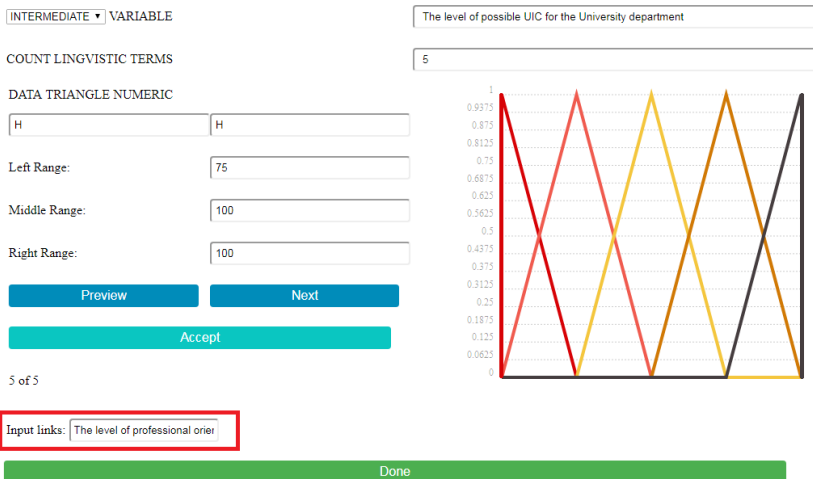 INTERMEDIATE ▾ VARIABLE
The level of possible UIC for the University department
COUNT LINGVISTIC TERMS
5
DATA TRIANGLE NUMERIC
H
H
Left Range:
75
Middle Range:
100
Right Range:
100
Preview
Next
Accept
5 of 5
Input links: The level of professional orier
Done
1
0.9375
0.875
0.8125
0.75
0.6875
0.625
0.5625
0.5
0.4375
0.375
0.3125
0.25
0.1875
0.125
0.0625
0